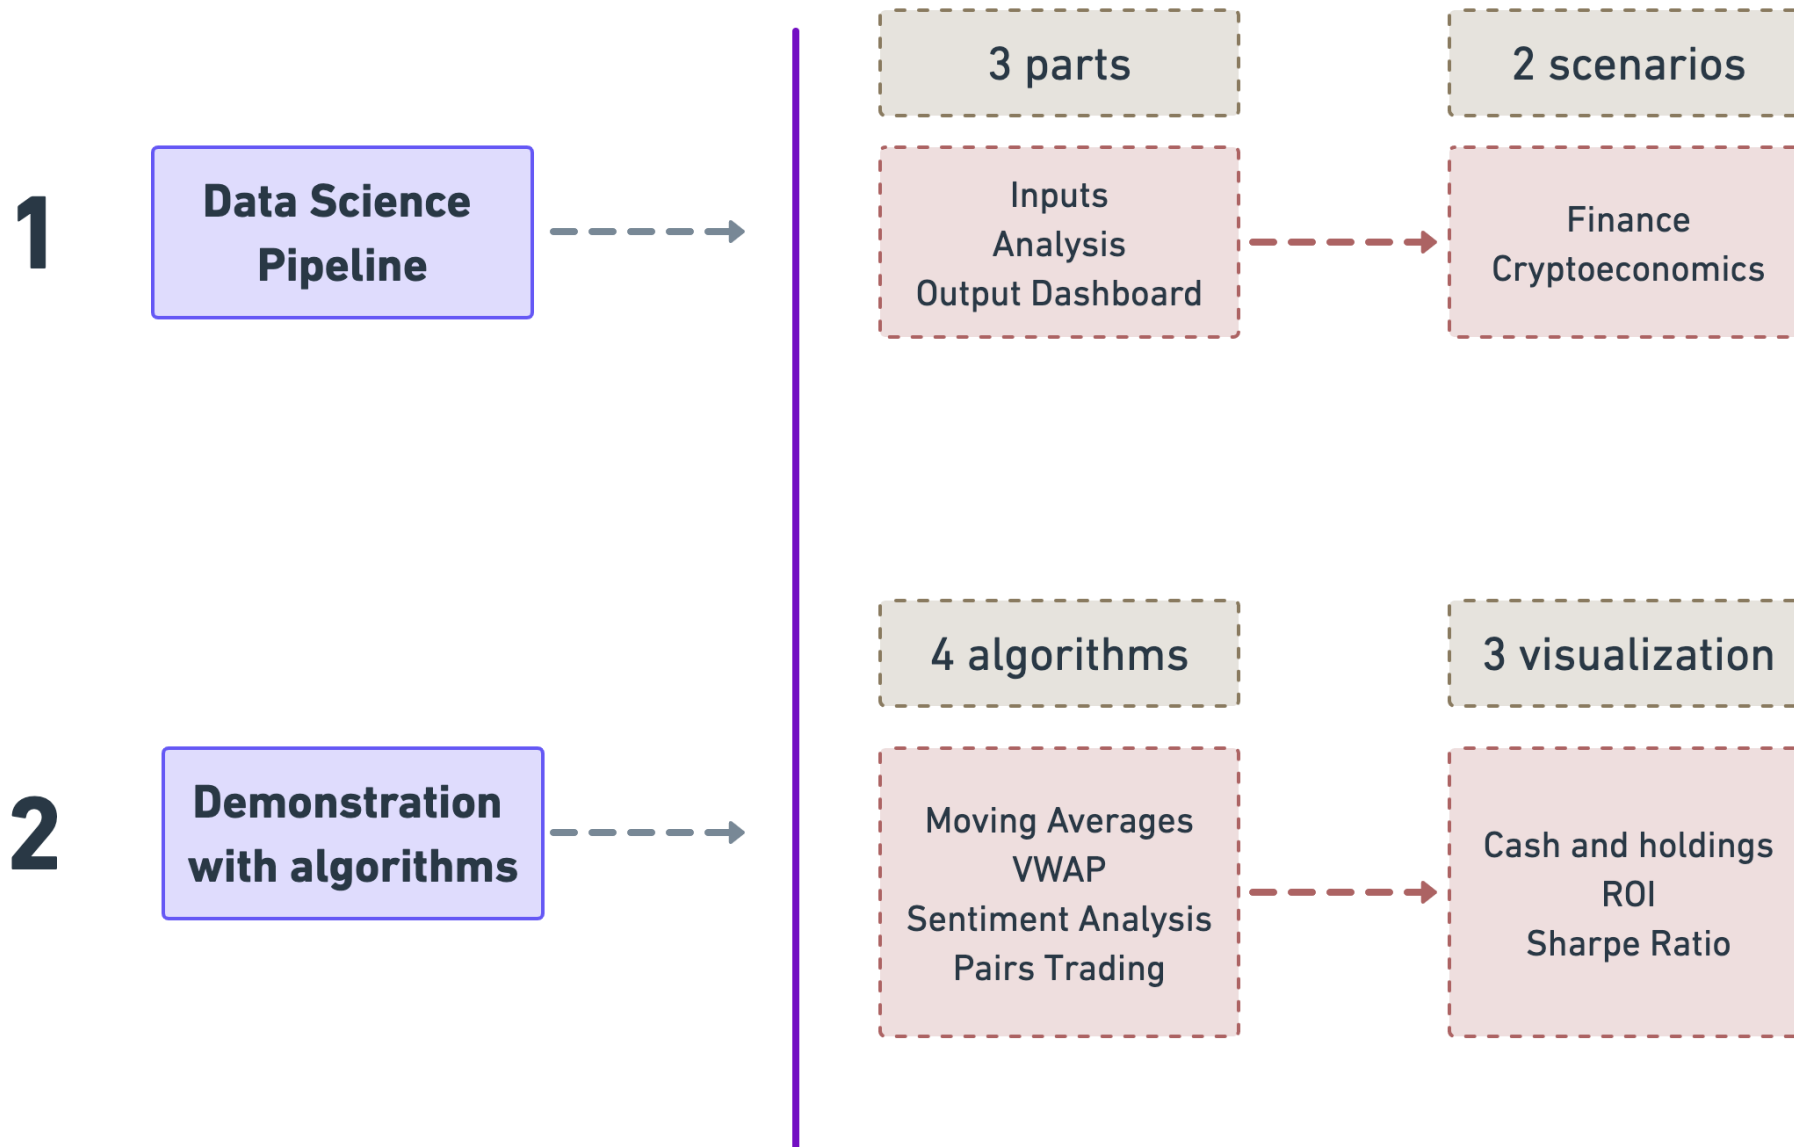 3 parts
2 scenarios
1
Data Science
Pipeline
Inputs
Analysis
Output Dashboard
Finance
Cryptoeconomics
4 algorithms
3 visualization
2
Demonstration
with algorithms
Moving Averages
VWAP
Sentiment Analysis
Pairs Trading
Cash and holdings
ROI
Sharpe Ratio